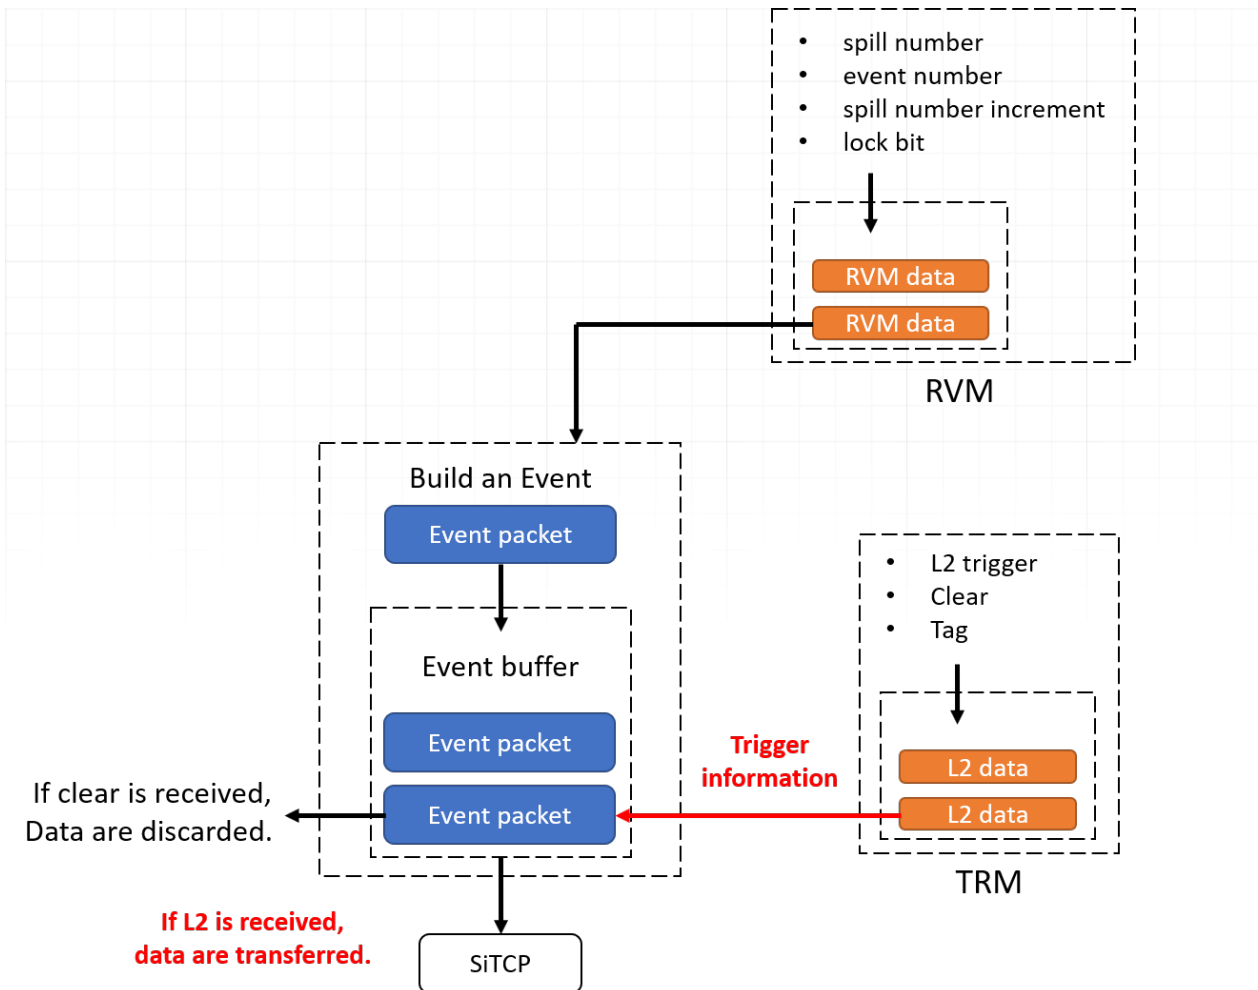 • spill number
• event number
• spill number increment
• lock bit
RVM data
RVM data
RVM
Build an Event
Event packet
Event buffer
Event packet
Event packet
• L2 trigger
• Clear
• Tag
L2 data
L2 data
TRM
Trigger
information
If clear is received,
Data are discarded.
If L2 is received,
data are transferred.
SiTCP